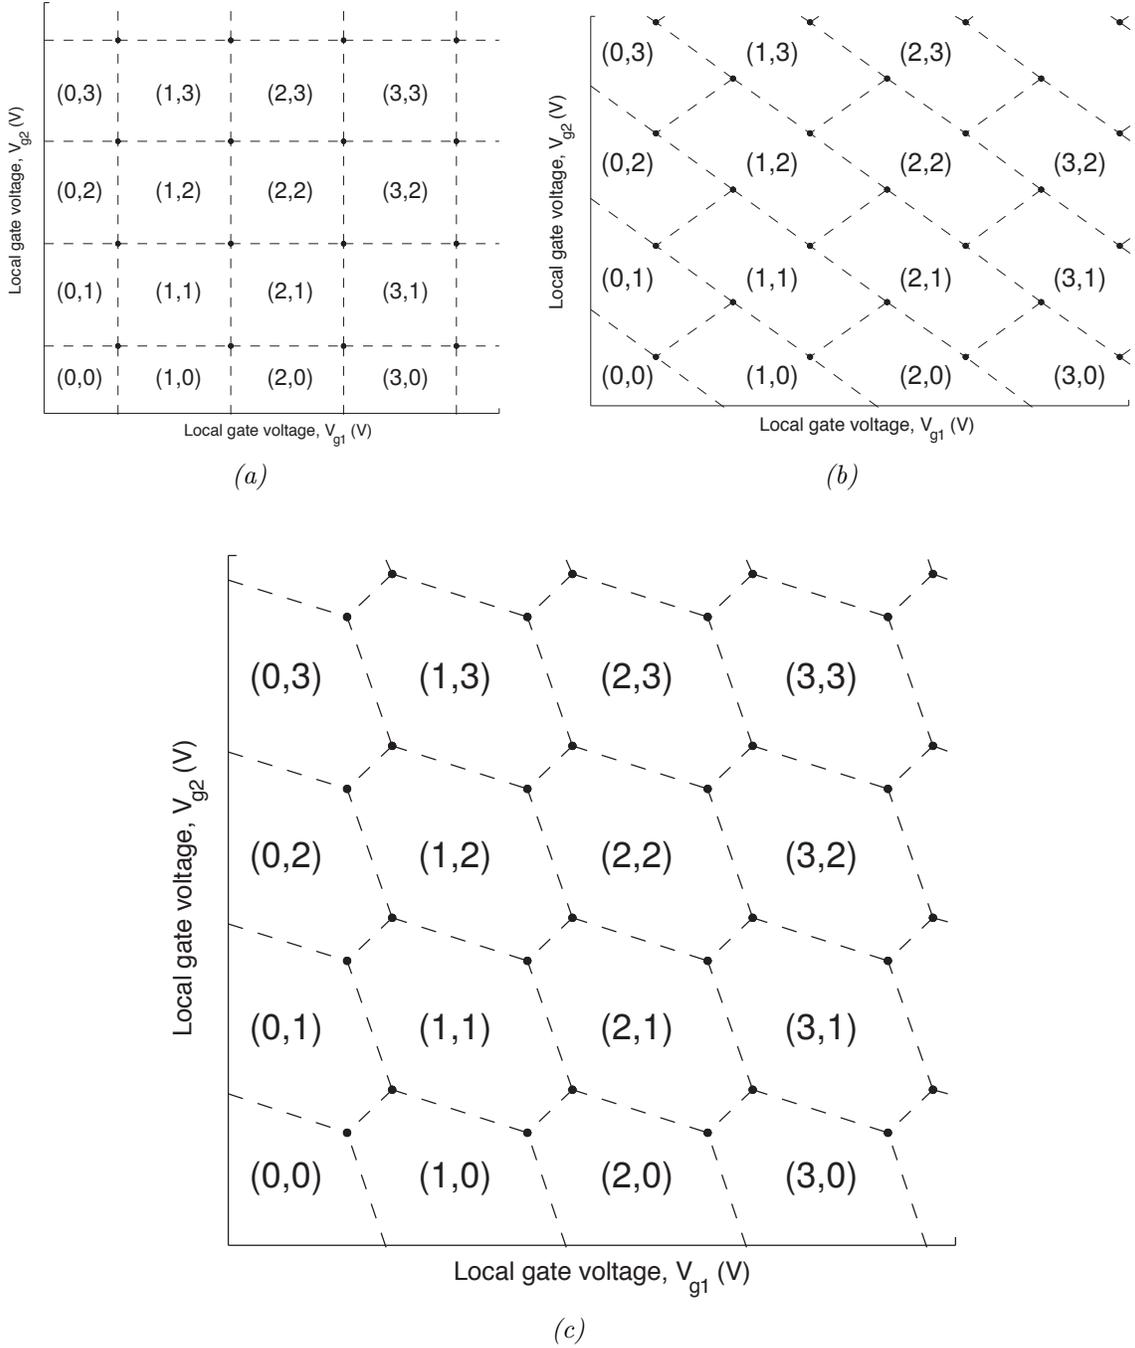 (0,3) (1,3) (2,3) (3,3)
(0,2) (1,2) (2,2) (3,2)
(0,1) (1,1) (2,1) (3,1)
(0,0) (1,0) (2,0) (3,0)
Local gate voltage, Vg2 (V)
Local gate voltage, Vg1 (V)
(a)
(0,3) (1,3) (2,3)
(0,2) (1,2) (2,2) (3,2)
(0,1) (1,1) (2,1) (3,1)
(0,0) (1,0) (2,0) (3,0)
Local gate voltage, Vg2 (V)
Local gate voltage, Vg1 (V)
(b)
(0,3) (1,3) (2,3) (3,3)
(0,2) (1,2) (2,2) (3,2)
(0,1) (1,1) (2,1) (3,1)
(0,0) (1,0) (2,0) (3,0)
Local gate voltage, Vg2 (V)
Local gate voltage, Vg1 (V)
(c)